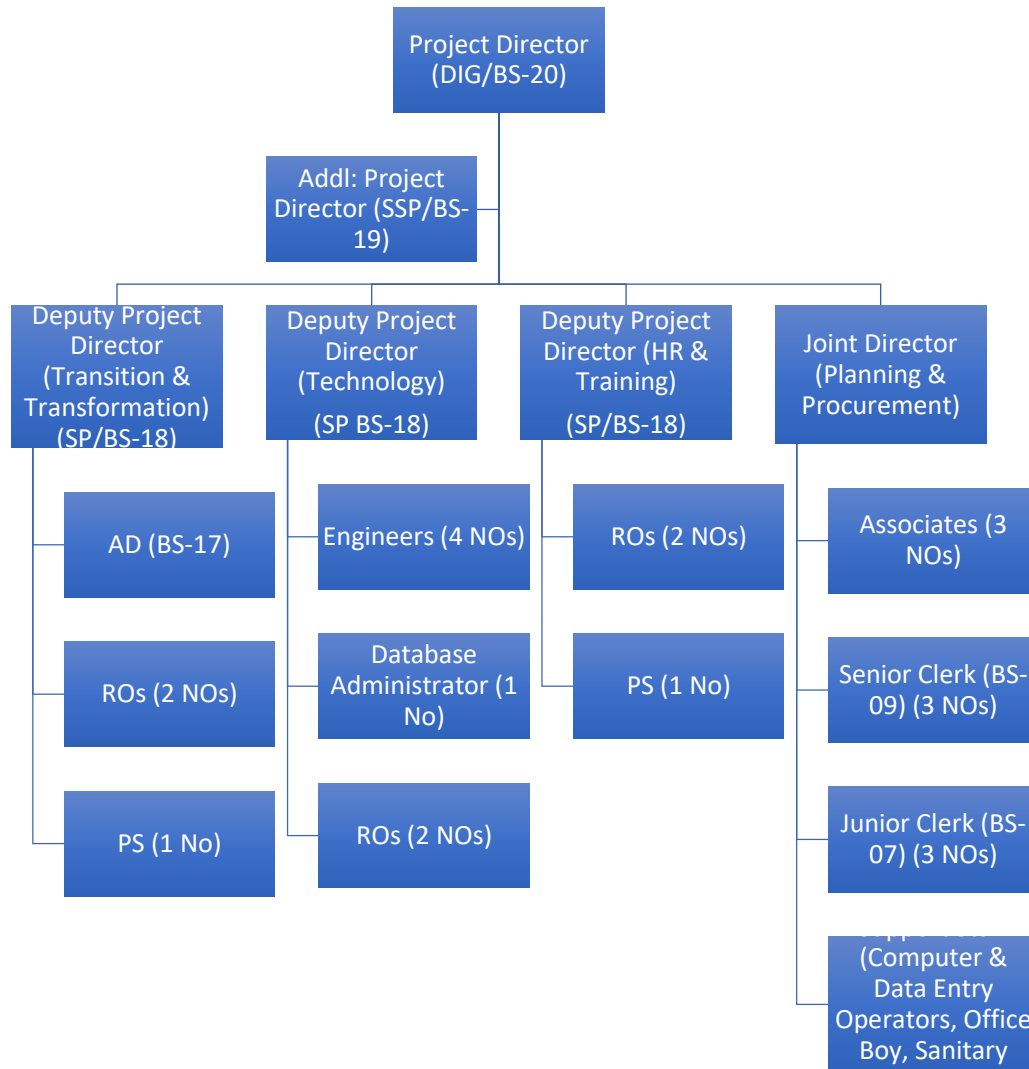 Project Director
(DIG/BS-20)
Addl: Project
Director (SSP/BS-
19)
Deputy Project
Director
(Transition &
Transformation)
(SP/BS-18)
Deputy Project
Director
(Technology)
(SP BS-18)
Deputy Project
Director (HR &
Training)
(SP/BS-18)
Joint Director
(Planning &
Procurement)
AD (BS-17)
ROs (2 NOs)
PS (1 No)
Engineers (4 NOs)
Database
Administrator (1
No)
ROs (2 NOs)
ROs (2 NOs)
PS (1 No)
Associates (3
NOs)
Senior Clerk (BS-
09) (3 NOs)
Junior Clerk (BS-
07) (3 NOs)
(Computer &
Data Entry
Operators, Office
Boy, Sanitary